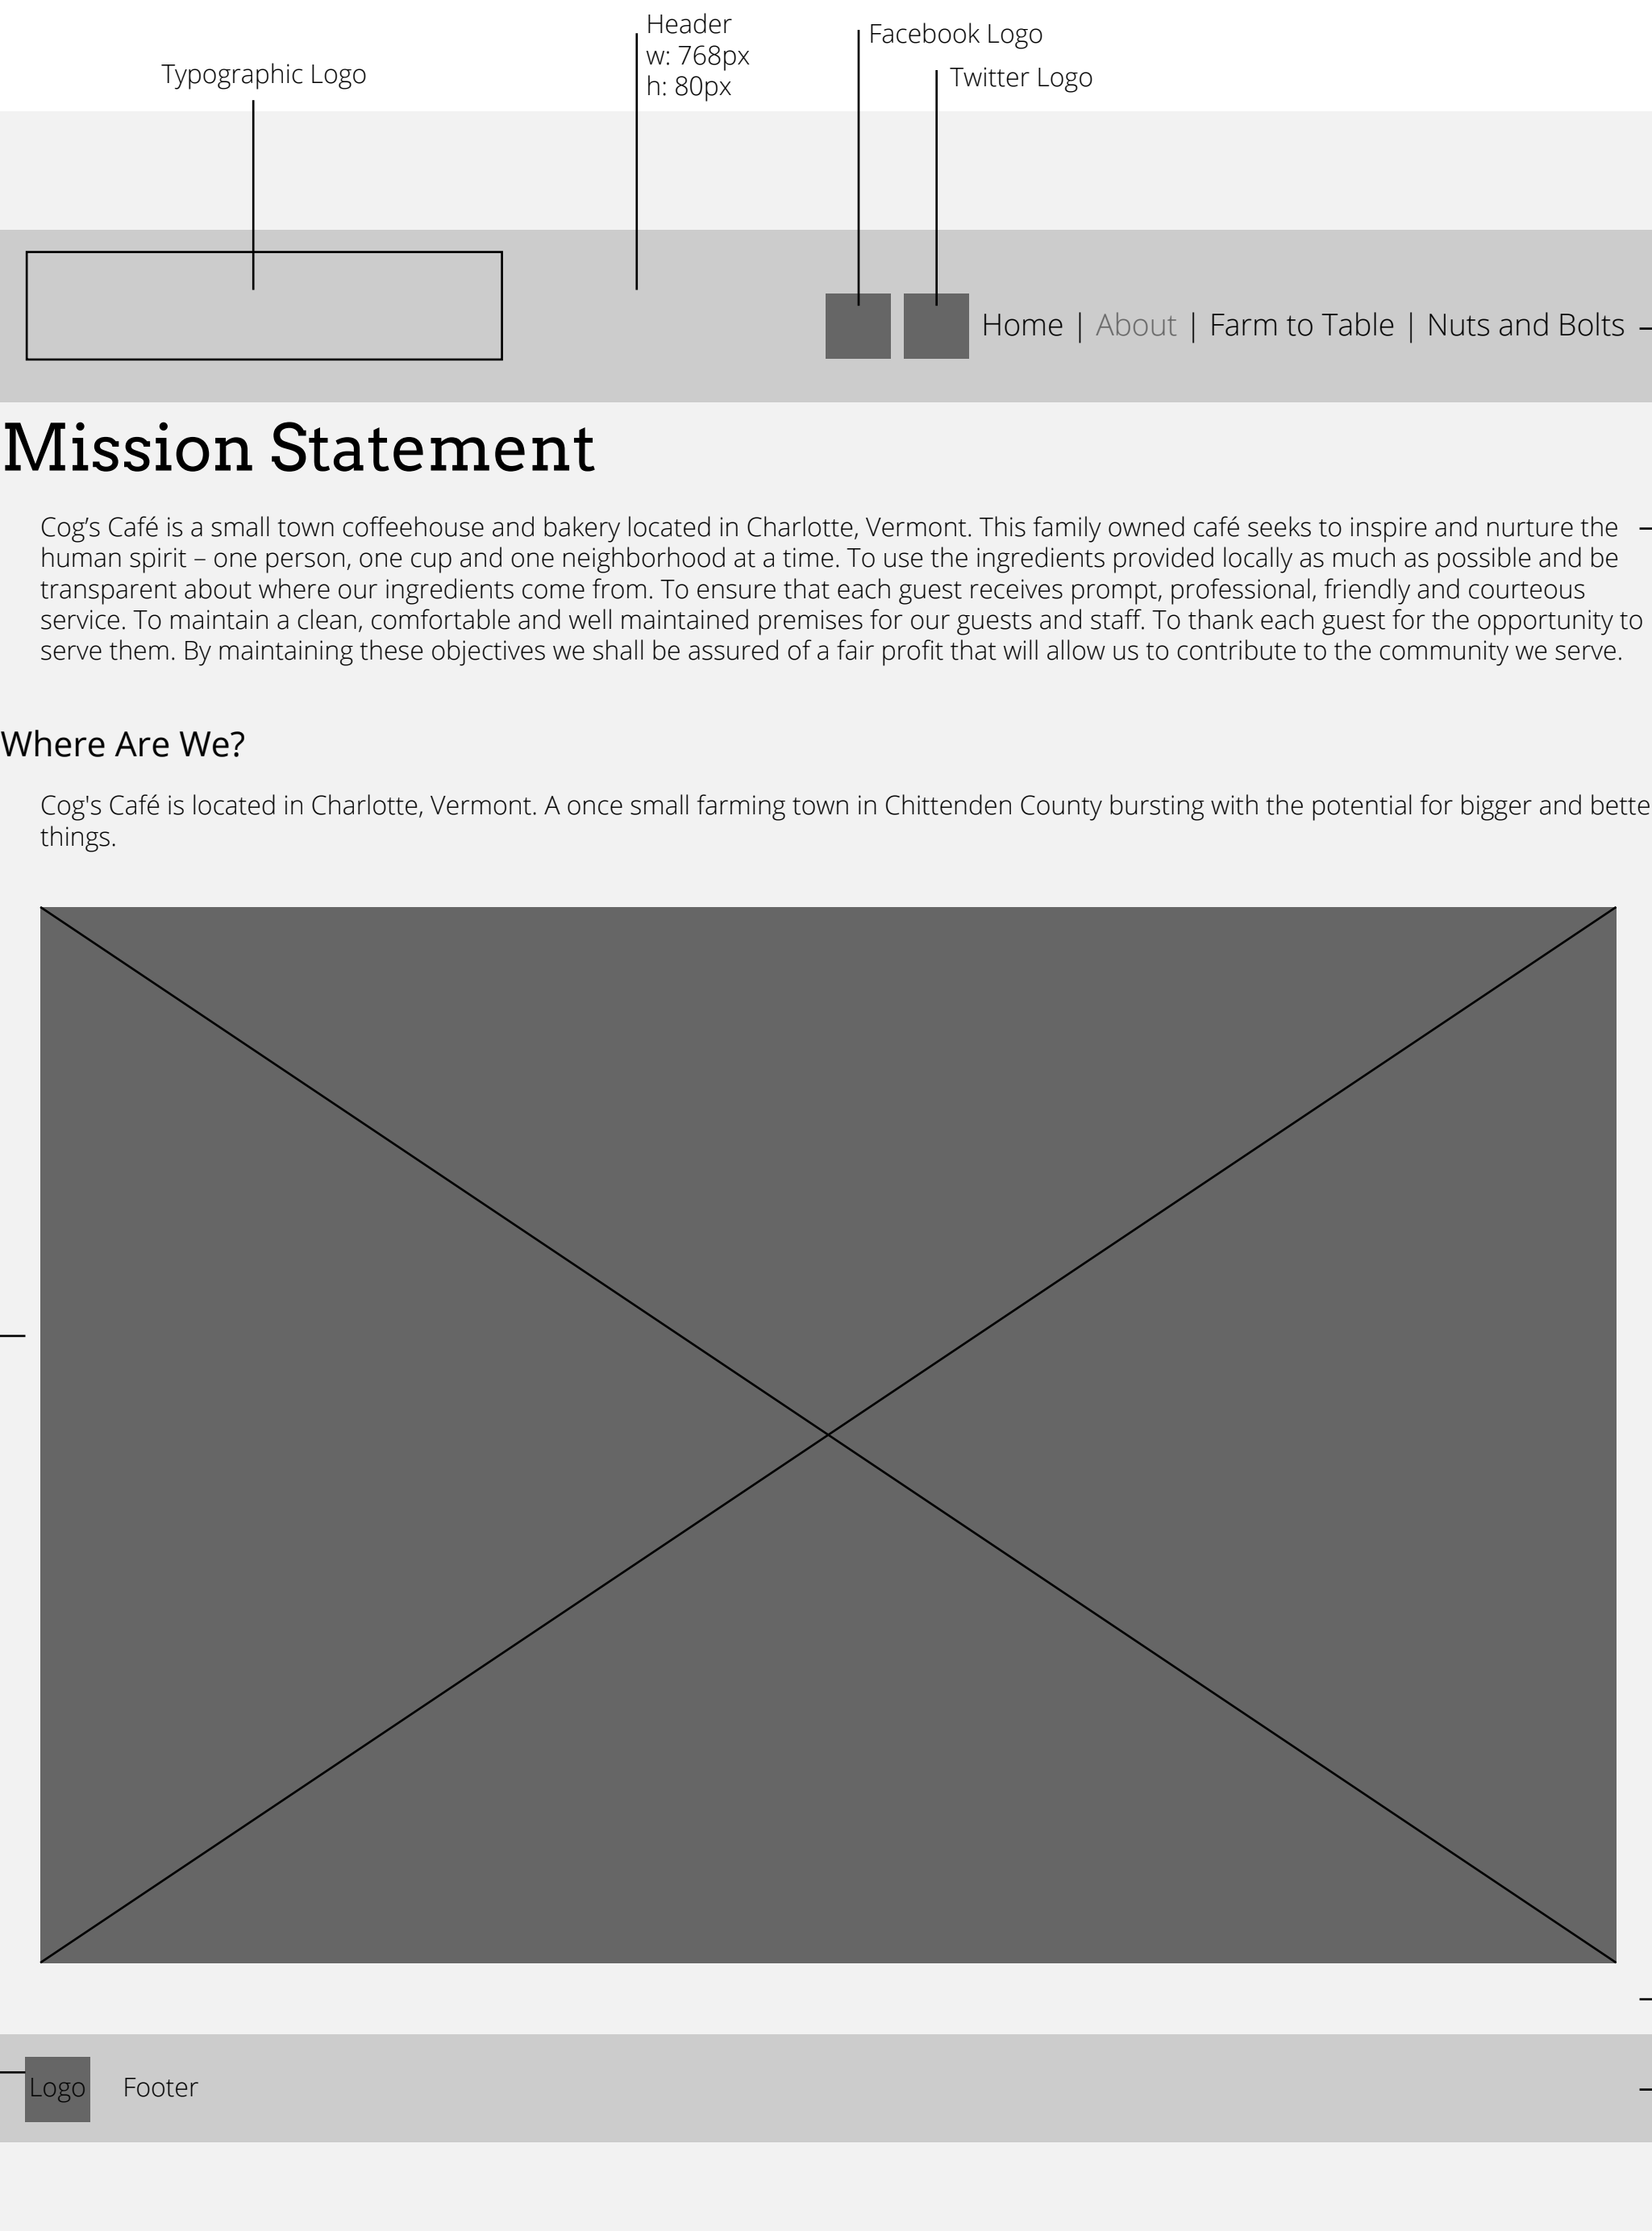 Typographic Logo
Header
w: 768px
h: 80px
Facebook Logo
Twitter Logo
Home | About | Farm to Table | Nuts and Bolts
Mission Statement
Cog’s Café is a small town coffeehouse and bakery located in Charlotte, Vermont. This family owned café seeks to inspire and nurture the
human spirit – one person, one cup and one neighborhood at a time. To use the ingredients provided locally as much as possible and be
transparent about where our ingredients come from. To ensure that each guest receives prompt, professional, friendly and courteous
service. To maintain a clean, comfortable and well maintained premises for our guests and staff. To thank each guest for the opportunity to
serve them. By maintaining these objectives we shall be assured of a fair profit that will allow us to contribute to the community we serve.
Where Are We?
Cog's Café is located in Charlotte, Vermont. A once small farming town in Chittenden County bursting with the potential for bigger and bette
things.
Logo
Footer